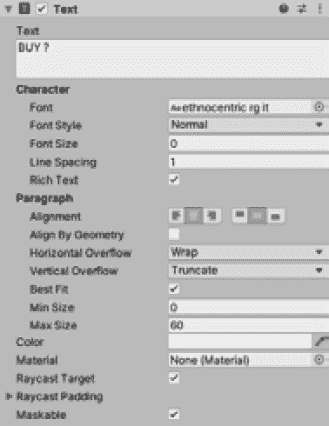 Text
Text
BUY ?
Character
Font Aaethnocentric rg it
Font Style Normal
Font Size 0
Line Spacing 1
Rich Text
Paragraph
Alignment
Align By Geometry
Horizontal Overflow Wrap
Vertical Overflow Truncate
Best Fit
Min Size 0
Max Size 60
Color
Material None (Material)
Raycast Target
Raycast Padding
Maskable